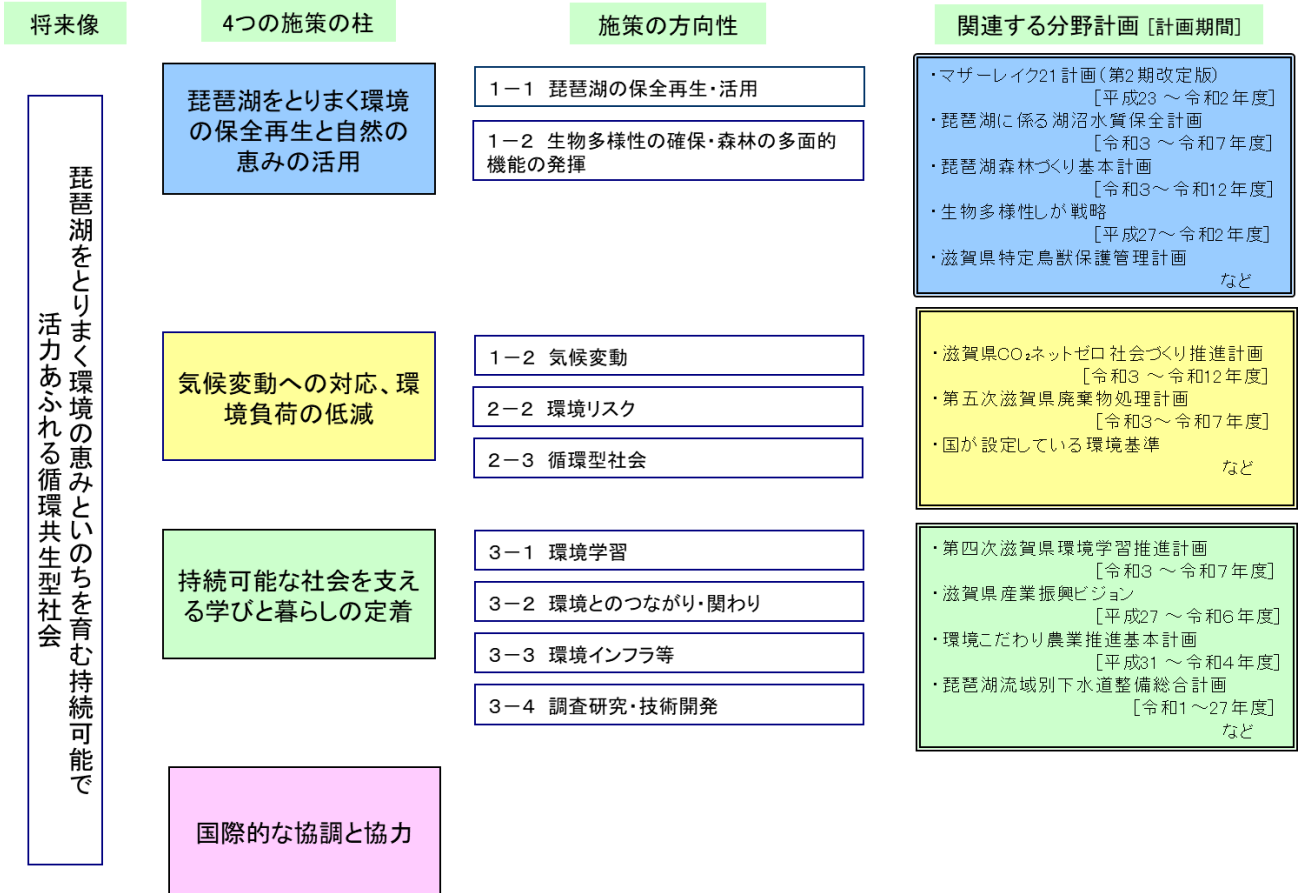 将来像
4つの施策の柱
施策の方向性
関連する分野計画 [計画期間]
琵琶湖をとりまく環境の恵みといのちを育む持続可能で
活力あふれる循環共生型社会
琵琶湖をとりまく環境
の保全再生と自然の
恵みの活用
1－1 琵琶湖の保全再生・活用
1－2 生物多様性の確保・森林の多面的
機能の発揮
・マザーレイク21計画(第2期改定版)
[平成23 ～令和2年度]
・琵琶湖に係る湖沼水質保全計画
[令和3 ～令和7年度]
・琵琶湖森林づくり基本計画
[令和3～令和12年度]
・生物多様性しが戦略
[平成27～令和2年度]
・滋賀県特定鳥獣保護管理計画
など
気候変動への対応、環
境負荷の低減
1－2 気候変動
2－2 環境リスク
2－3 循環型社会
・滋賀県CO₂ネットゼロ社会づくり推進計画
[令和3 ～令和12年度]
・第五次滋賀県廃棄物処理計画
[令和3～令和7年度]
・国が設定している環境基準
など
持続可能な社会を支え
る学びと暮らしの定着
3－1 環境学習
3－2 環境とのつながり・関わり
3－3 環境インフラ等
3－4 調査研究・技術開発
・第四次滋賀県環境学習推進計画
[令和3 ～令和7年度]
・滋賀県産業振興ビジョン
[平成27 ～令和6年度]
・環境こだわり農業推進基本計画
[平成31 ～令和4年度]
・琵琶湖流域別下水道整備総合計画
[令和1～27年度]
など
国際的な協調と協力